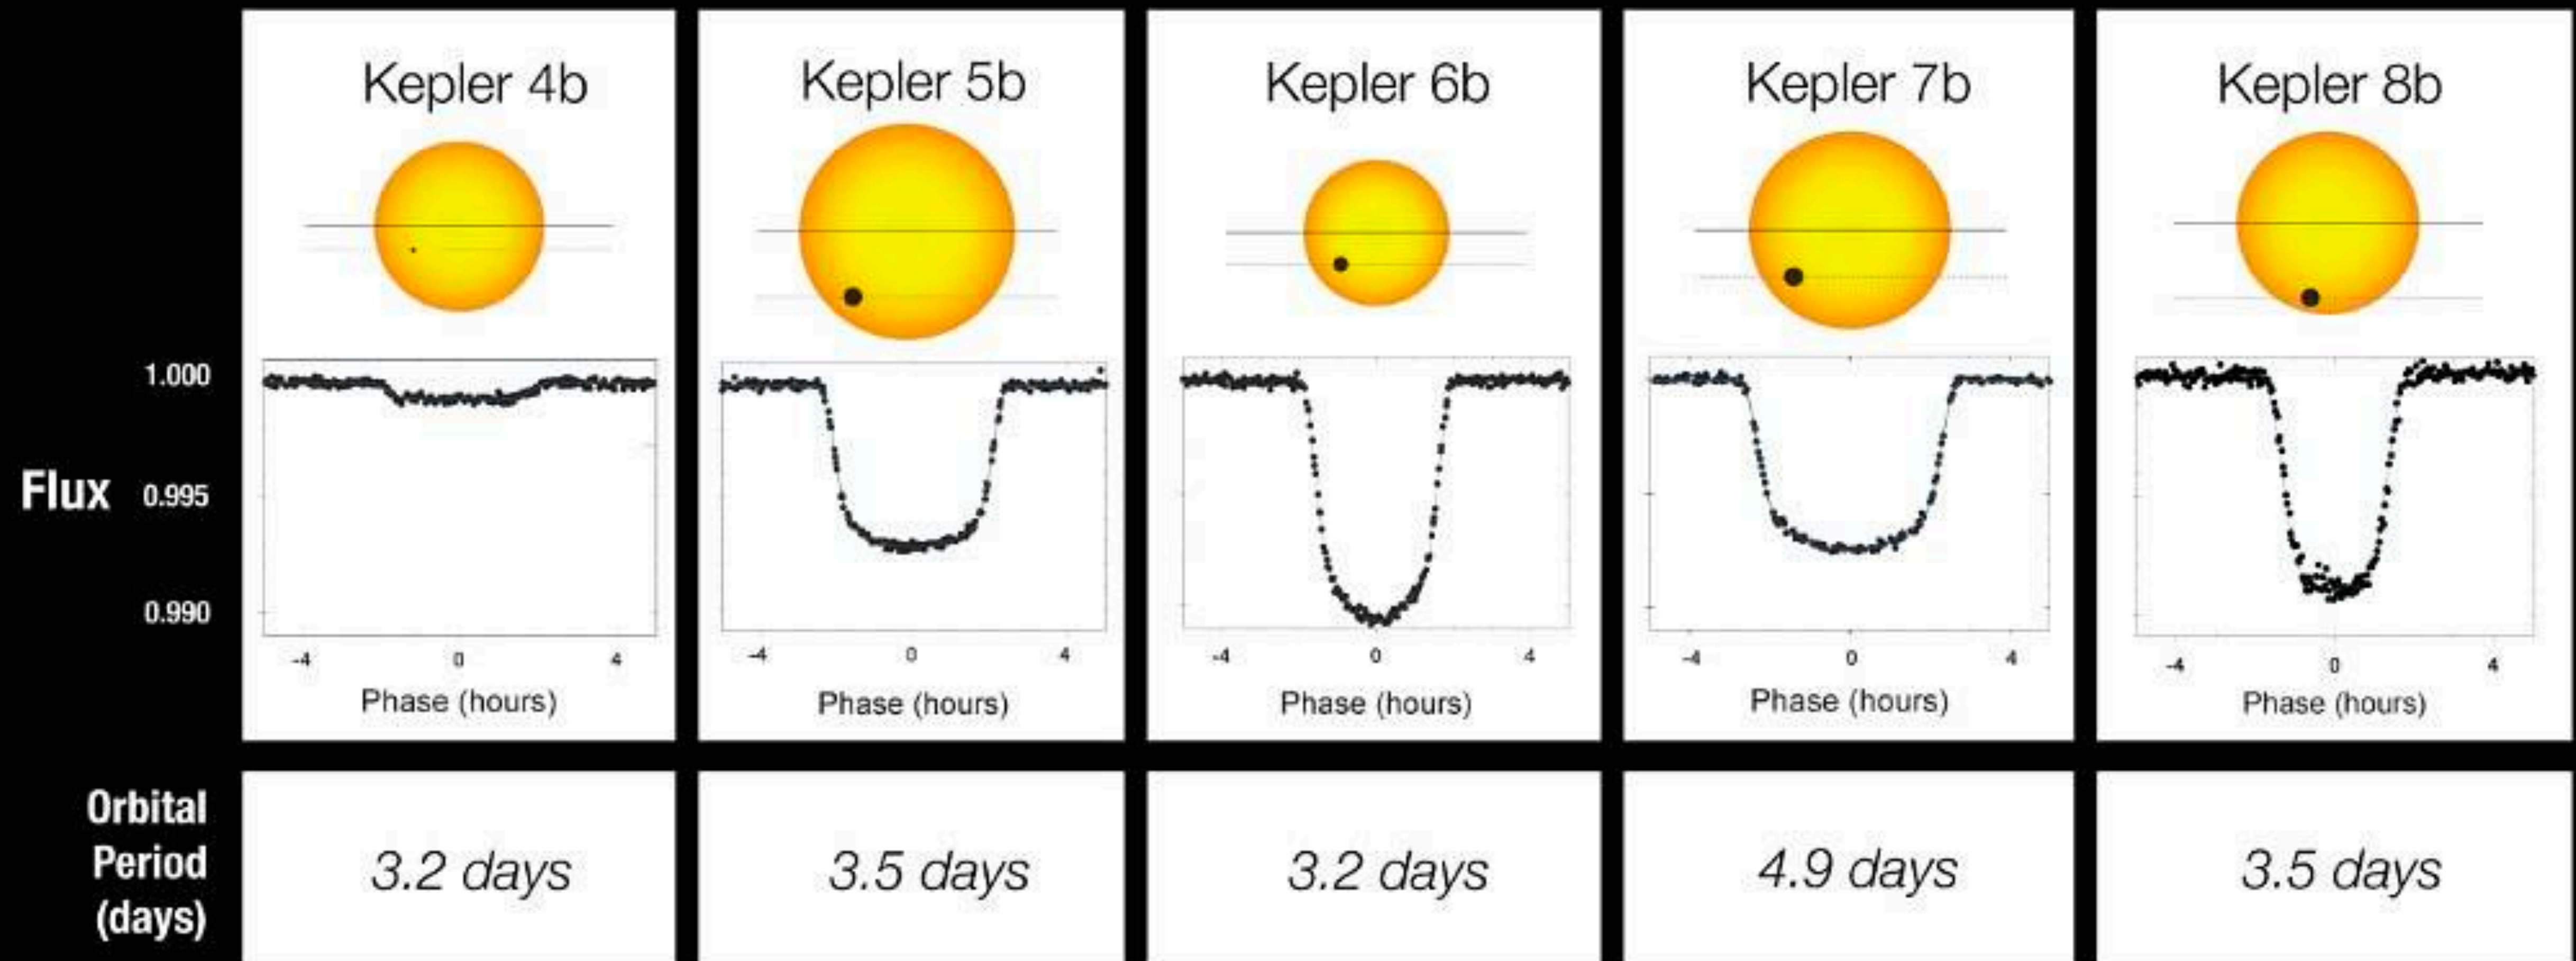 Kepler 4b
Kepler 5b
Kepler 6b
Kepler 7b
Kepler 8b
Flux
1.000
0.995
0.990
-4 0 4
-4 0 4
-4 0 4
-4 0 4
-4 0 4
Phase (hours)
Phase (hours)
Phase (hours)
Phase (hours)
Phase (hours)
Orbital
Period
(days)
3.2 days
3.5 days
3.2 days
4.9 days
3.5 days